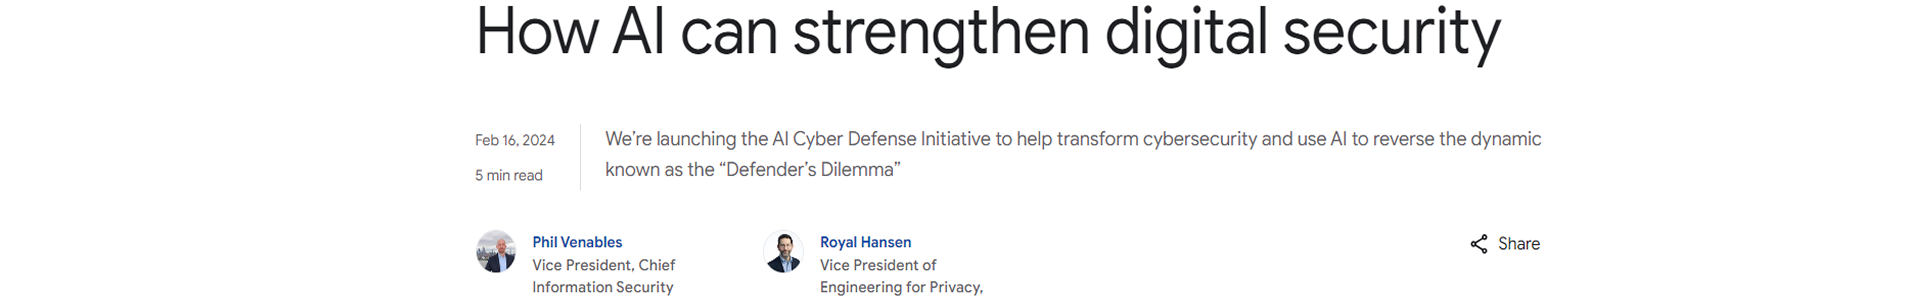 How AI can strengthen digital security
Feb 16, 2024
5 min read
We’re launching the AI Cyber Defense Initiative to help transform cybersecurity and use AI to reverse the dynamic
known as the “Defender’s Dilemma”
Phil Venables
Vice President, Chief
Information Security
Royal Hansen
Vice President of
Engineering for Privacy,
Share